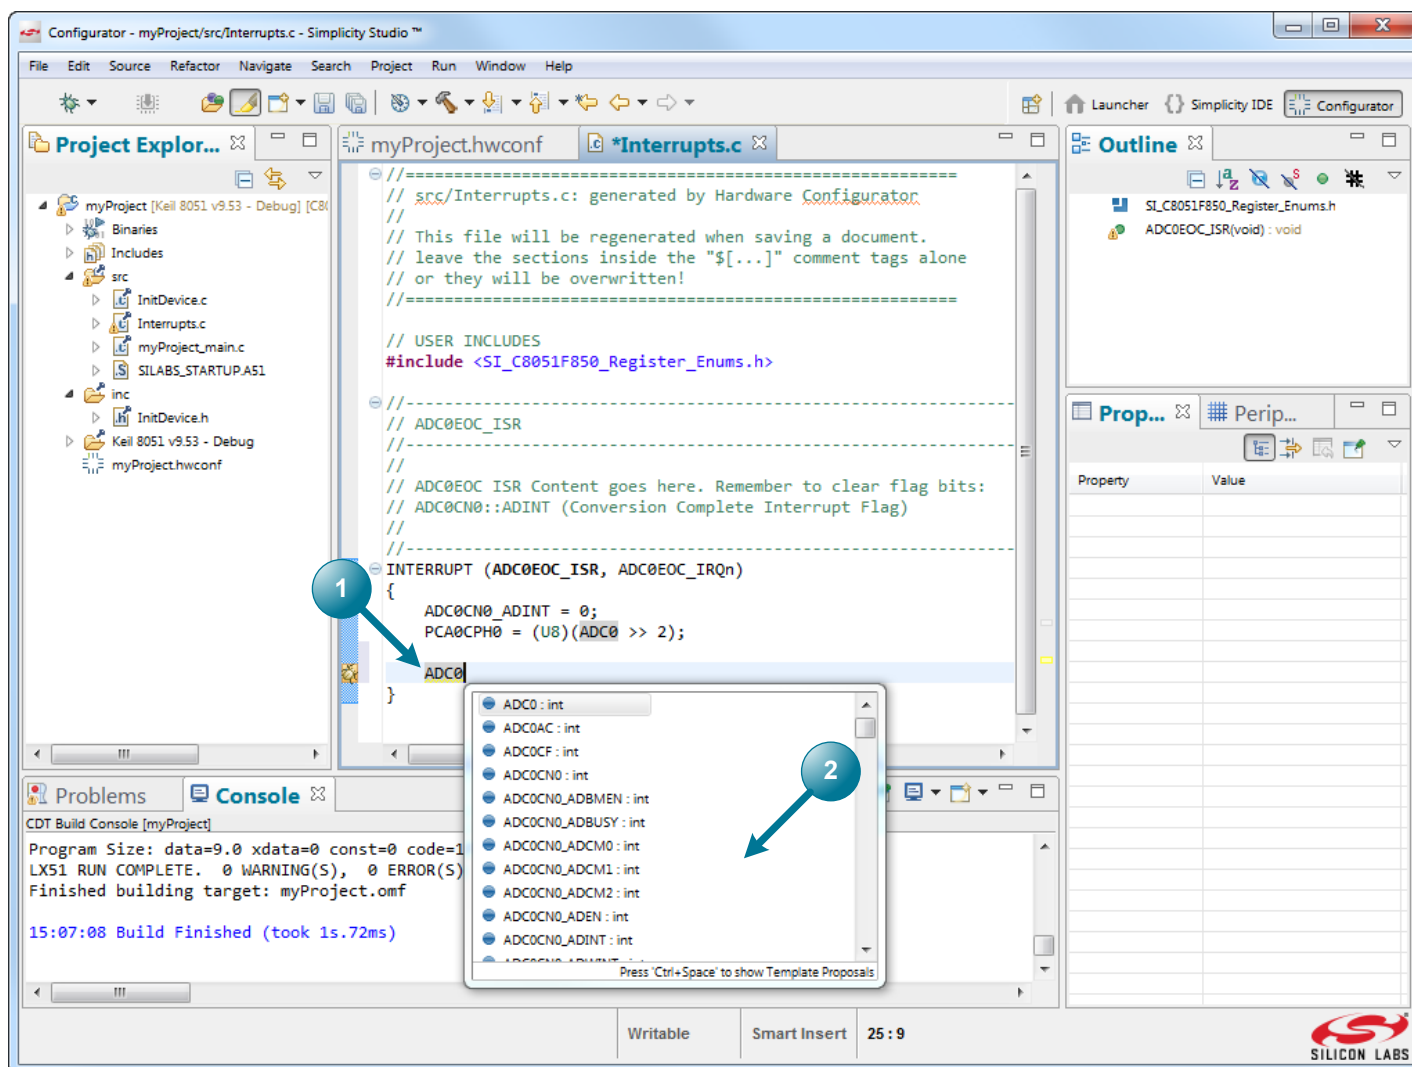 Configurator - myProject/src/Interrupts.c - Simplicity Studio ™
File Edit Source Refactor Navigate Search Project Run Window Help
Launcher {} Simplicity IDE Configurator
Project Explor...
myProject [Keil 8051 v9.53 - Debug] [C80
Binaries
Includes
src
InitDevice.c
Interrupts.c
myProject_main.c
SILABS_STARTUP.A51
inc
InitDevice.h
Keil 8051 v9.53 - Debug
myProject.hwconf
myProject.hwconf *Interrupts.c
//=========================================================
// src/Interrupts.c: generated by Hardware Configurator
//
// This file will be regenerated when saving a document.
// leave the sections inside the "$[...]" comment tags alone
// or they will be overwritten!
//=========================================================
// USER INCLUDES
#include <SI_C8051F850_Register_Enums.h>
//---------------------------------------------------------------
// ADC0EOC_ISR
//---------------------------------------------------------------
//
// ADC0EOC ISR Content goes here. Remember to clear flag bits:
// ADC0CN0::ADINT (Conversion Complete Interrupt Flag)
//
//---------------------------------------------------------------
INTERRUPT (ADC0EOC_ISR, ADC0EOC_IRQn)
{
ADC0CN0_ADINT = 0;
PCA0CPH0 = (U8)(ADC0 >> 2);
ADC0
}
1
2
ADC0 : int
ADC0AC : int
ADC0CF : int
ADC0CN0 : int
ADC0CN0_ADBMEN : int
ADC0CN0_ADBUSY : int
ADC0CN0_ADCM0 : int
ADC0CN0_ADCM1 : int
ADC0CN0_ADCM2 : int
ADC0CN0_ADEN : int
ADC0CN0_ADINT : int
Press 'Ctrl+Space' to show Template Proposals
Outline
SI_C8051F850_Register_Enums.h
ADC0EOC_ISR(void) : void
Prop... Perip...
Property Value
Problems Console
CDT Build Console [myProject]
Program Size: data=9.0 xdata=0 const=0 code=1
LX51 RUN COMPLETE. 0 WARNING(S), 0 ERROR(S)
Finished building target: myProject.omf
15:07:08 Build Finished (took 1s.72ms)
Writable Smart Insert 25 : 9
SILICON LABS